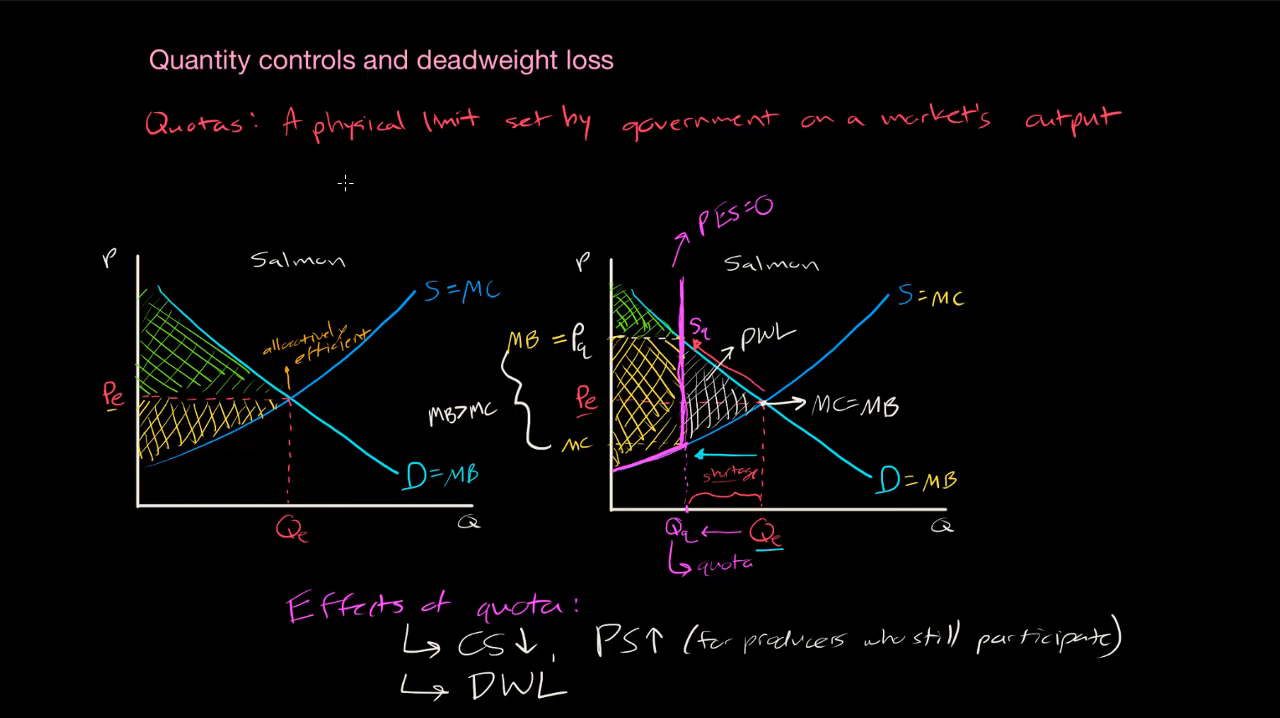 Quantity controls and deadweight loss
Quotas: A physical limit set by government on a market's output
PES=0
P
Salmon
S=MC
allocatively
efficient
Pe
D=MB
Qe
Q
P
Salmon
S=MC
Sq
MB = Pq
DWL
Pe
MB>MC
MC=MB
MC
shortage
D=MB
Qq
Qe
Q
quota
Effects of quota:
CS↓, PS↑ (for producers who still participate)
DWL